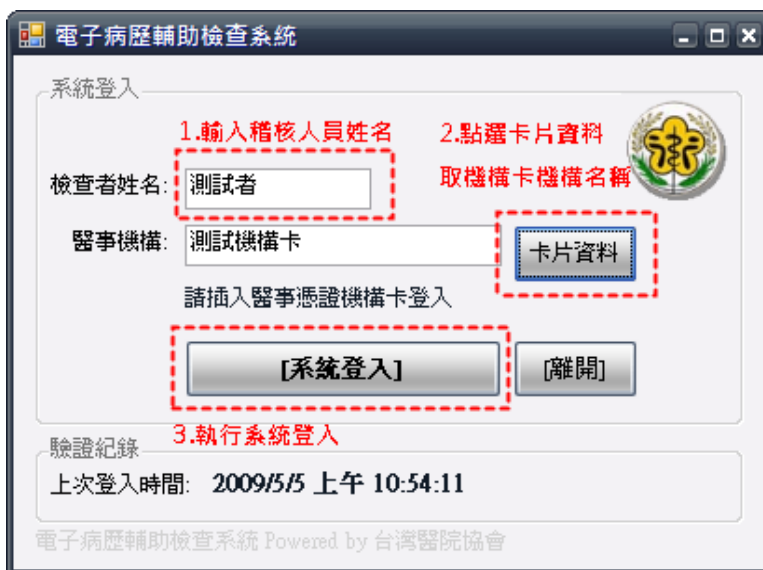 電子病歷輔助檢查系統
系統登入
1.輸入稽核人員姓名
2.點選卡片資料
取機構卡機構名稱
檢查者姓名: 測試者
醫事機構: 測試機構卡 卡片資料
請插入醫事憑證機構卡登入
[系統登入] [離開]
3.執行系統登入
驗證紀錄
上次登入時間: 2009/5/5 上午 10:54:11
電子病歷輔助檢查系統 Powered by 台灣醫院協會